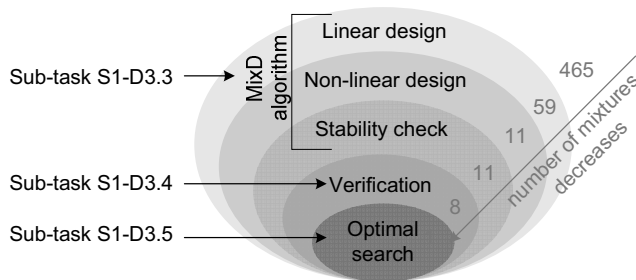 Linear design
MixD
algorithm
Sub-task S1-D3.3
Non-linear design
Stability check
Sub-task S1-D3.4
Verification
Sub-task S1-D3.5
Optimal
search
465
59
11
11
8
number of mixtures
decreases